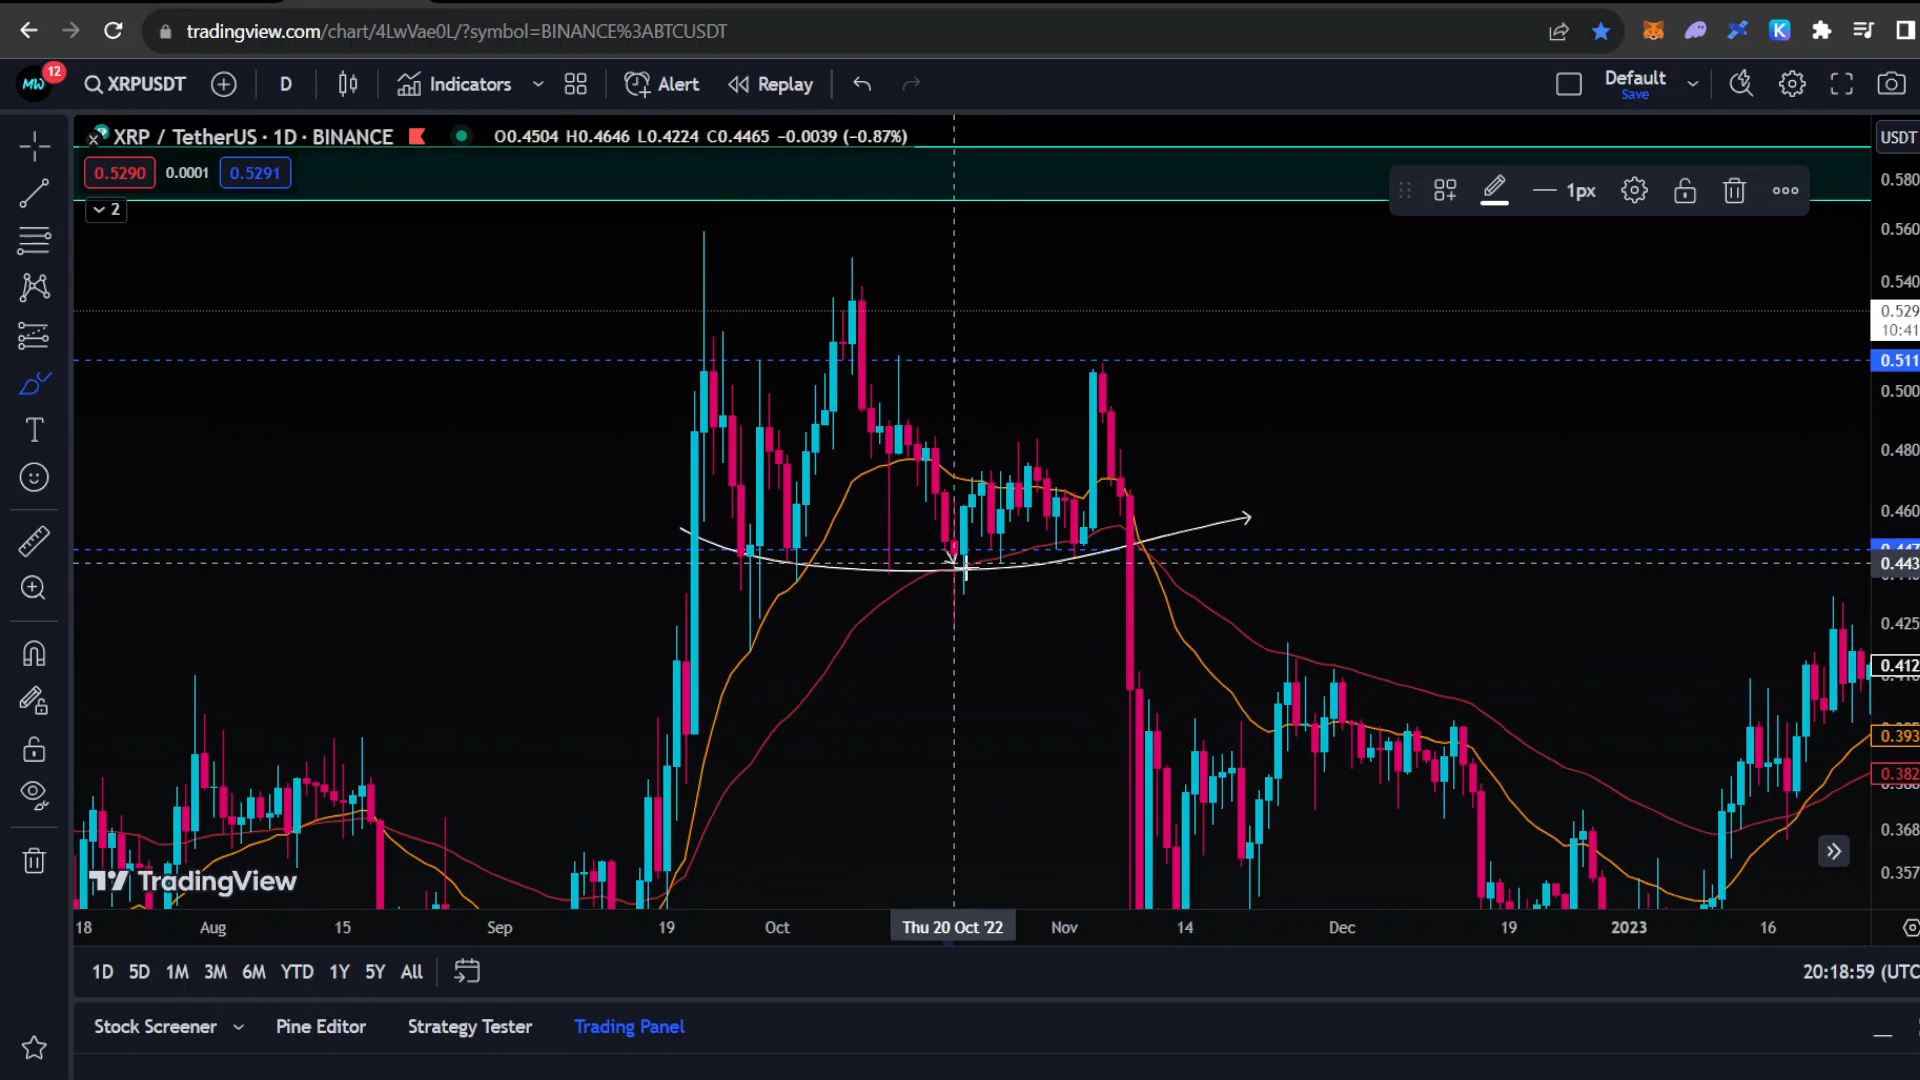 tradingview.com/chart/4LwVae0L/?symbol=BINANCE%3ABTCUSDT
MW 12 XRPUSDT D Indicators Alert Replay Default
Save
XRP / TetherUS · 1D · BINANCE O0.4504 H0.4646 L0.4224 C0.4465 −0.0039 (−0.87%) USDT
0.5290 0.0001 0.5291
0.580
1px
2
0.560
0.540
0.529
10:41
0.511
0.500
0.480
0.460
0.443
0.425
0.412
0.393
0.382
0.368
0.357
TradingView
18 Aug 15 Sep 19 Oct Thu 20 Oct '22 Nov 14 Dec 19 2023 16
1D 5D 1M 3M 6M YTD 1Y 5Y All 20:18:59 (UTC
Stock Screener Pine Editor Strategy Tester Trading Panel